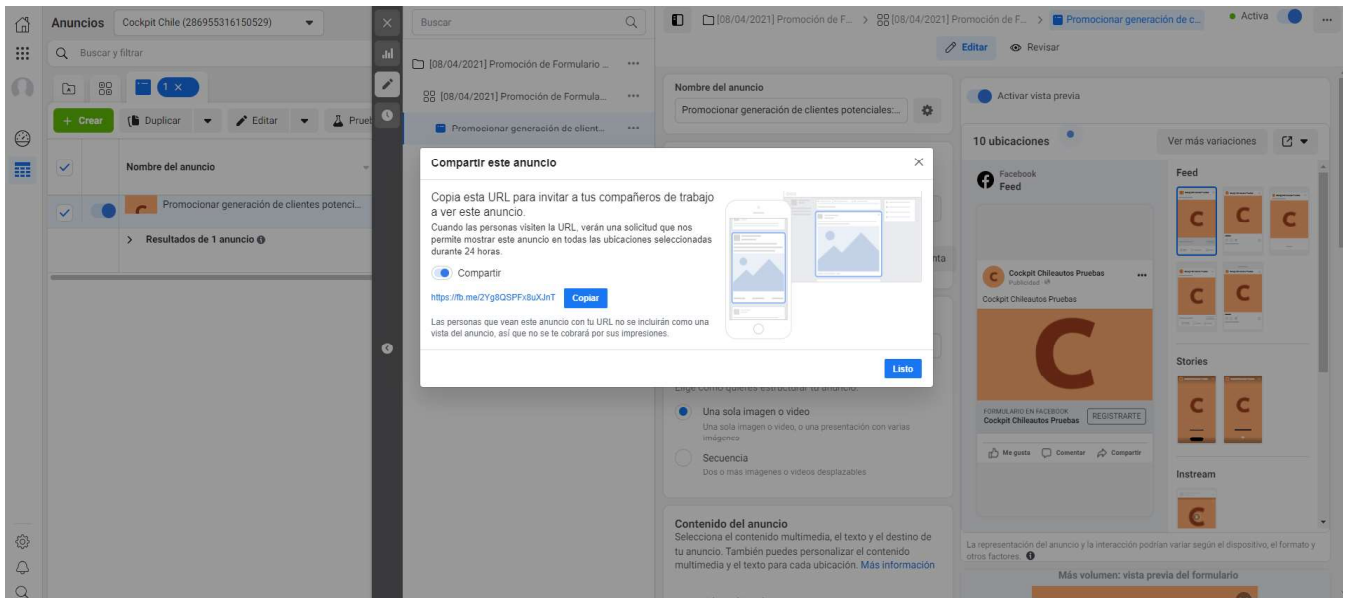 Anuncios
Cockpit Chile (286955316150529)
Buscar y filtrar
1 ×
+ Crear
Duplicar
Editar
Nombre del anuncio
Promocionar generación de clientes potenci...
Resultados de 1 anuncio
Buscar
[08/04/2021] Promoción de Formulario ...
[08/04/2021] Promoción de Formula...
Promocionar generación de client...
[08/04/2021] Promoción de F... > [08/04/2021] Promoción de F... > Promocionar generación de c...
Activa
Editar
Revisar
Nombre del anuncio
Promocionar generación de clientes potenciales:...
Compartir este anuncio
Copia esta URL para invitar a tus compañeros de trabajo
a ver este anuncio.
Cuando las personas visiten la URL, verán una solicitud que nos
permite mostrar este anuncio en todas las ubicaciones seleccionadas
durante 24 horas.
Compartir
https://fb.me/2Yg8QSPFx8uXJnT
Copiar
Las personas que vean este anuncio con tu URL no se incluirán como una
vista del anuncio, así que no se te cobrará por sus impresiones.
Listo
Elige cómo quieres estructurar tu anuncio.
Una sola imagen o video
Una sola imagen o video, o una presentación con varias
imágenes
Secuencia
Dos o más imágenes o videos desplazables
Contenido del anuncio
Selecciona el contenido multimedia, el texto y el destino de
tu anuncio. También puedes personalizar el contenido
multimedia y el texto para cada ubicación. Más información
Activar vista previa
10 ubicaciones
Ver más variaciones
Facebook
Feed
Cockpit Chileautos Pruebas
Publicidad
Cockpit Chileautos Pruebas
C
FORMULARIO EN FACEBOOK
Cockpit Chileautos Pruebas
REGISTRARTE
Me gusta
Comentar
Compartir
Feed
Stories
Instream
La representación del anuncio y la interacción podrían variar según el dispositivo, el formato y
otros factores.
Más volumen: vista previa del formulario